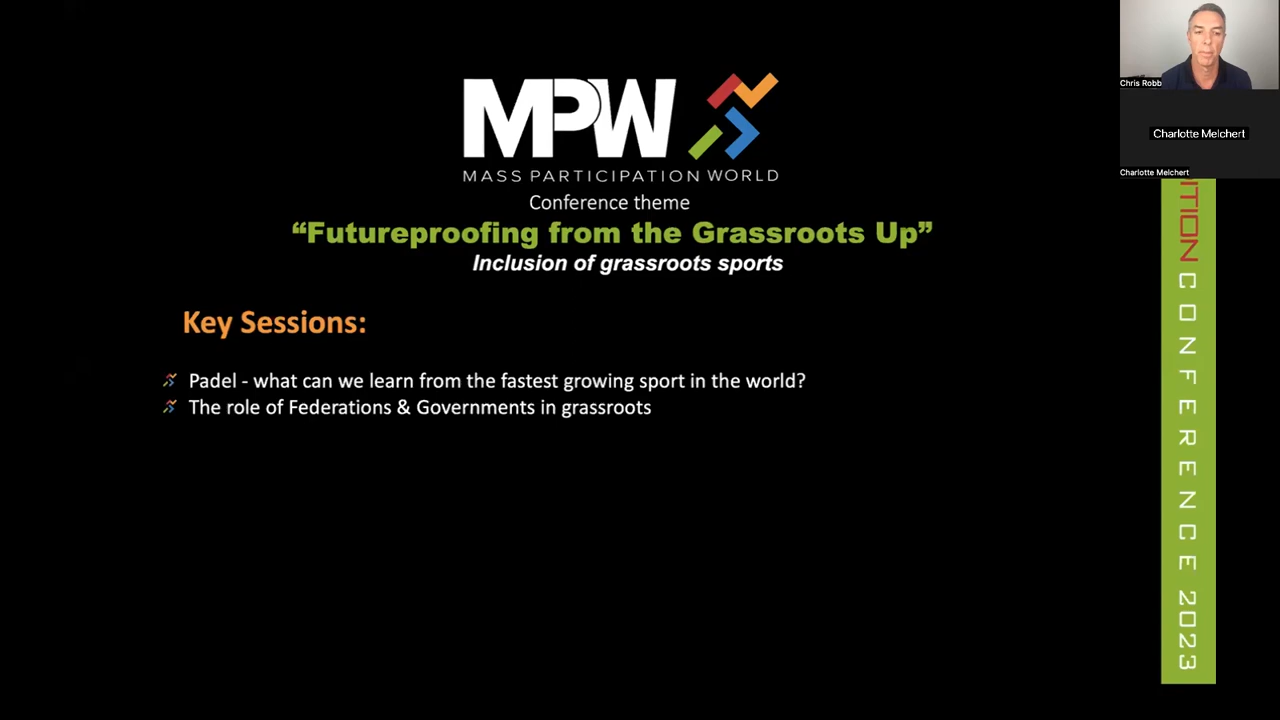 MPW
MASS PARTICIPATION WORLD
Conference theme
“Futureproofing from the Grassroots Up”
Inclusion of grassroots sports
Key Sessions:
Padel - what can we learn from the fastest growing sport in the world?
The role of Federations & Governments in grassroots
Chris Robb
Charlotte Melchert
Charlotte Melchert
CONFERENCE 2023